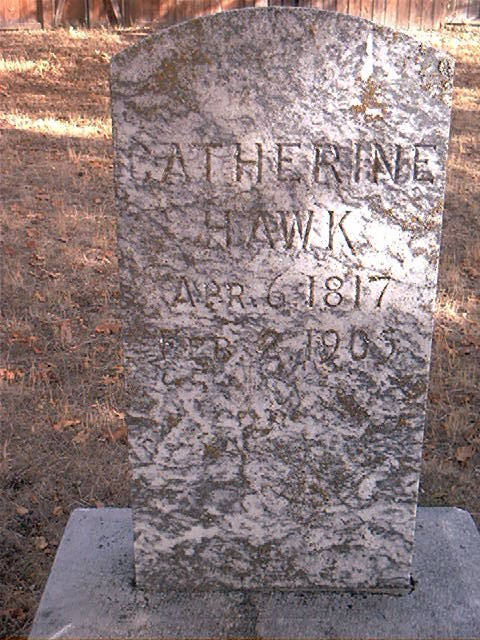 CATHERINE
HAWK
APR. 6, 1817
FEB. 2, 1905